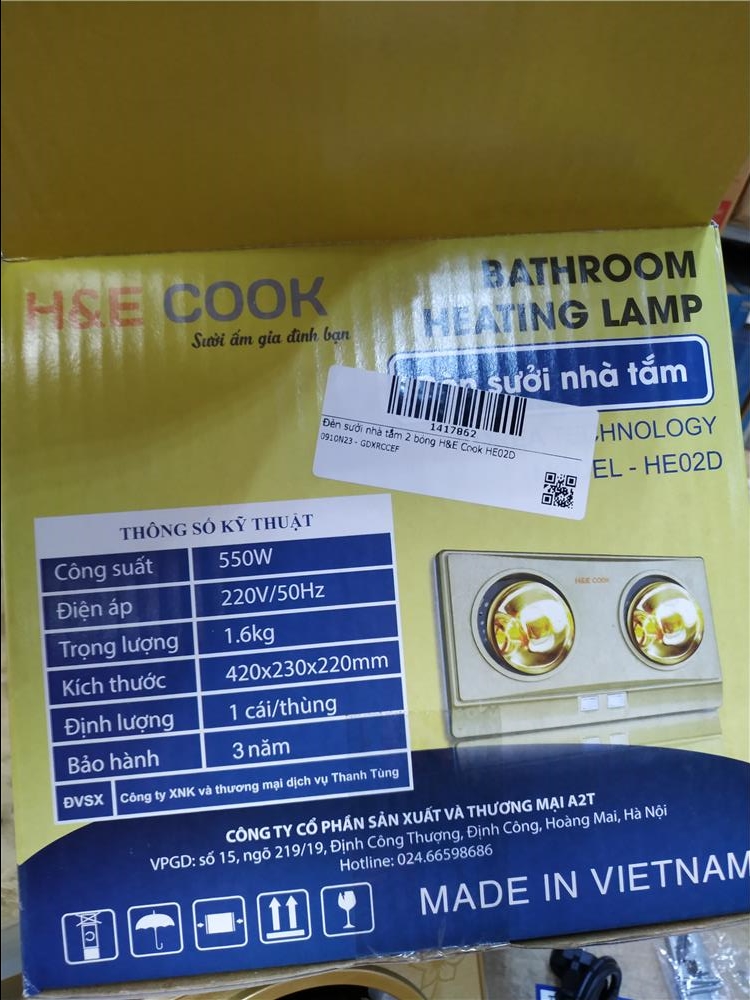 H&E COOK
Sưởi ấm gia đình bạn
BATHROOM
HEATING LAMP
sưởi nhà tắm
1417862
Đèn sưởi nhà tắm 2 bóng H&E Cook HE02D
0910N23 - GDXRCCEF
CHNOLOGY
EL - HE02D
THÔNG SỐ KỸ THUẬT
Công suất 550W
Điện áp 220V/50Hz
Trọng lượng 1.6kg
Kích thước 420x230x220mm
Định lượng 1 cái/thùng
Bảo hành 3 năm
ĐVSX Công ty XNK và thương mại dịch vụ Thanh Tùng
H&E COOK
CÔNG TY CỔ PHẦN SẢN XUẤT VÀ THƯƠNG MẠI A2T
VPGD: số 15, ngõ 219/19, Định Công Thượng, Định Công, Hoàng Mai, Hà Nội
Hotline: 024.66598686
MADE IN VIETNAM